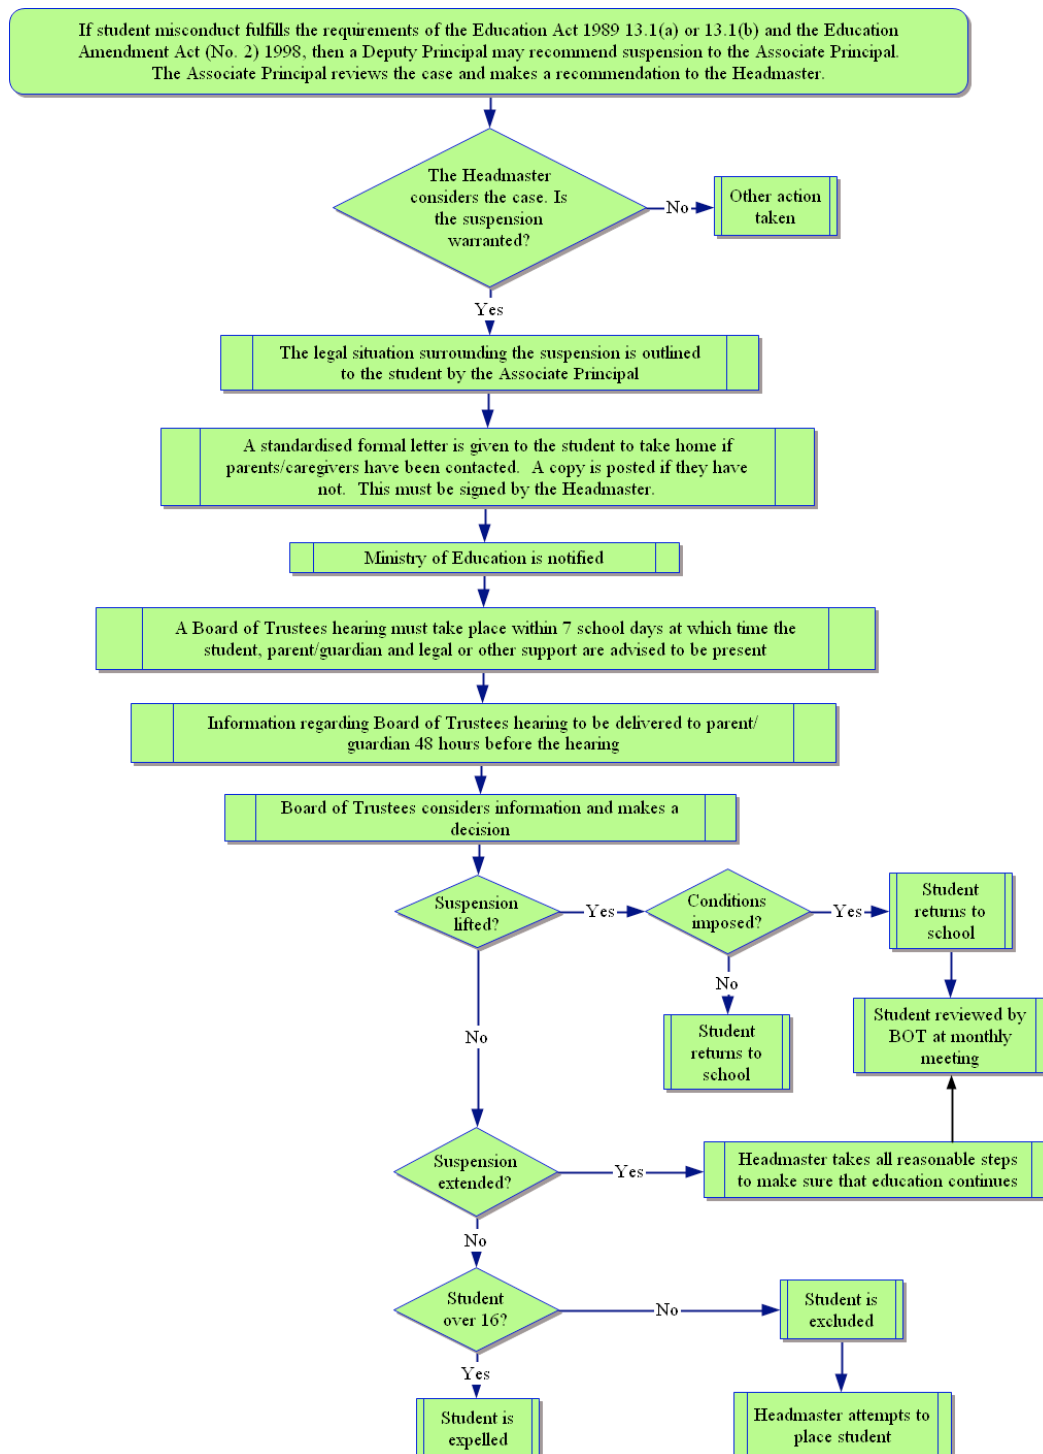 If student misconduct fulfills the requirements of the Education Act 1989 13.1(a) or 13.1(b) and the Education
Amendment Act (No. 2) 1998, then a Deputy Principal may recommend suspension to the Associate Principal.
The Associate Principal reviews the case and makes a recommendation to the Headmaster.
The Headmaster
considers the case. Is
the suspension
warranted?
No
Other action
taken
Yes
The legal situation surrounding the suspension is outlined
to the student by the Associate Principal
A standardised formal letter is given to the student to take home if
parents/caregivers have been contacted. A copy is posted if they have
not. This must be signed by the Headmaster.
Ministry of Education is notified
A Board of Trustees hearing must take place within 7 school days at which time the
student, parent/guardian and legal or other support are advised to be present
Information regarding Board of Trustees hearing to be delivered to parent/
guardian 48 hours before the hearing
Board of Trustees considers information and makes a
decision
Suspension
lifted?
Yes
Conditions
imposed?
Yes
Student
returns to
school
No
Student
returns to
school
Student reviewed by
BOT at monthly
meeting
No
Suspension
extended?
Yes
Headmaster takes all reasonable steps
to make sure that education continues
No
Student
over 16?
No
Student is
excluded
Yes
Student is
expelled
Headmaster attempts to
place student